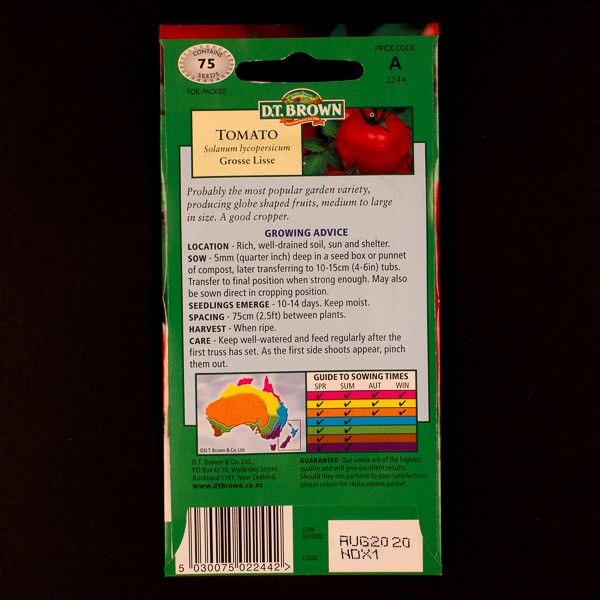 CONTAINS
75
SEEDS
FOIL PACKED
PRICE CODE
A
2244
D.T. BROWN
TOMATO
Solanum lycopersicum
Grosse Lisse
Probably the most popular garden variety,
producing globe shaped fruits, medium to large
in size. A good cropper.
GROWING ADVICE
LOCATION - Rich, well-drained soil, sun and shelter.
SOW - 5mm (quarter inch) deep in a seed box or punnet
of compost, later transferring to 10-15cm (4-6in) tubs.
Transfer to final position when strong enough. May also
be sown direct in cropping position.
SEEDLINGS EMERGE - 10-14 days. Keep moist.
SPACING - 75cm (2.5ft) between plants.
HARVEST - When ripe.
CARE - Keep well-watered and feed regularly after the
first truss has set. As the first side shoots appear, pinch
them out.
©D.T. Brown & Co Ltd.
GUIDE TO SOWING TIMES
SPR SUM AUT WIN
D.T. Brown & Co. Ltd.,
PO Box 6174, Wellesley Street,
Auckland 1141, New Zealand.
www.dtbrown.co.nz
GUARANTEE: Our seeds are of the highest
quality and will give excellent results.
Should they not perform to your satisfaction,
please return for replacement packet.
5 030075 022442 >
SOW
BEFORE
CODE
AUG2020
NDX1